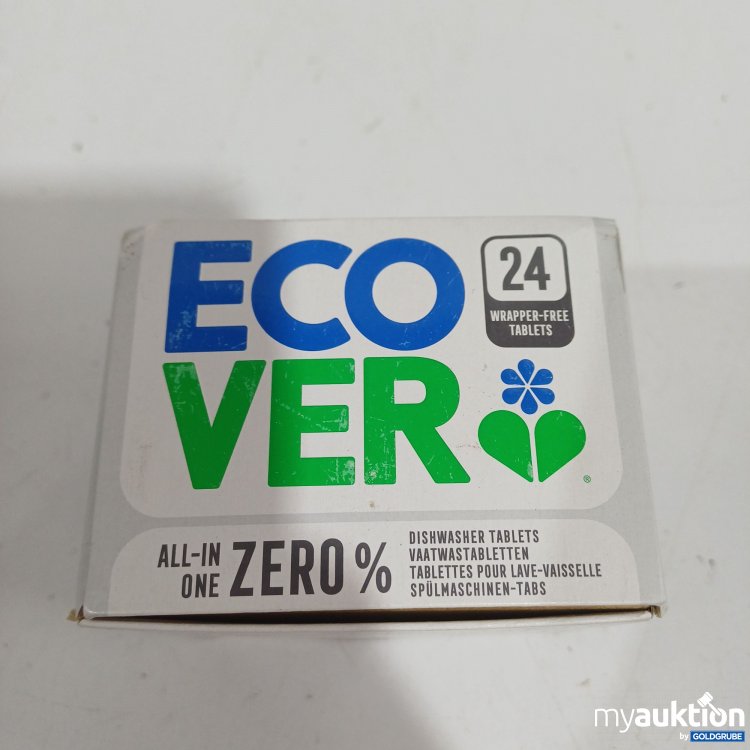 ECO
VER
24
WRAPPER-FREE
TABLETS
®
ALL-IN
ONE
ZERO %
DISHWASHER TABLETS
VAATWASTABLETTEN
TABLETTES POUR LAVE-VAISSELLE
SPÜLMASCHINEN-TABS
myauktion
by GOLDGRUBE